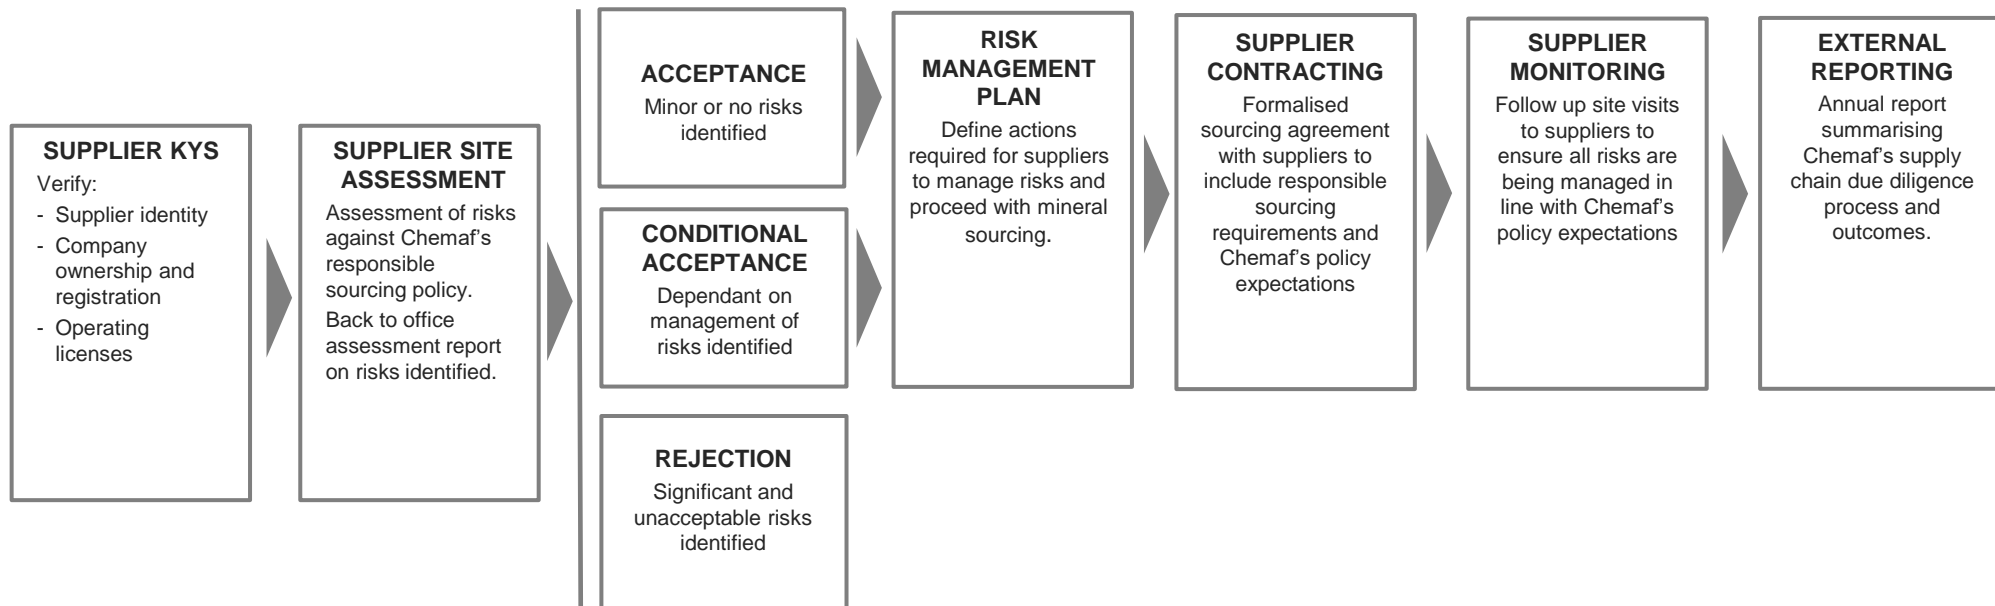 SUPPLIER KYS
Verify:
- Supplier identity
- Company
ownership and
registration
- Operating
licenses
SUPPLIER SITE
ASSESSMENT
Assessment of risks
against Chemaf's
responsible
sourcing policy.
Back to office
assessment report
on risks identified.
ACCEPTANCE
Minor or no risks
identified
CONDITIONAL
ACCEPTANCE
Dependant on
management of
risks identified
REJECTION
Significant and
unacceptable risks
identified
RISK
MANAGEMENT
PLAN
Define actions
required for suppliers
to manage risks and
proceed with mineral
sourcing.
SUPPLIER
CONTRACTING
Formalised
sourcing agreement
with suppliers to
include responsible
sourcing
requirements and
Chemaf's policy
expectations
SUPPLIER
MONITORING
Follow up site visits
to suppliers to
ensure all risks are
being managed in
line with Chemaf's
policy expectations
EXTERNAL
REPORTING
Annual report
summarising
Chemaf's supply
chain due diligence
process and
outcomes.